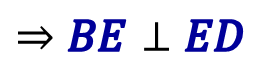 ⇒ BE ⊥ ED